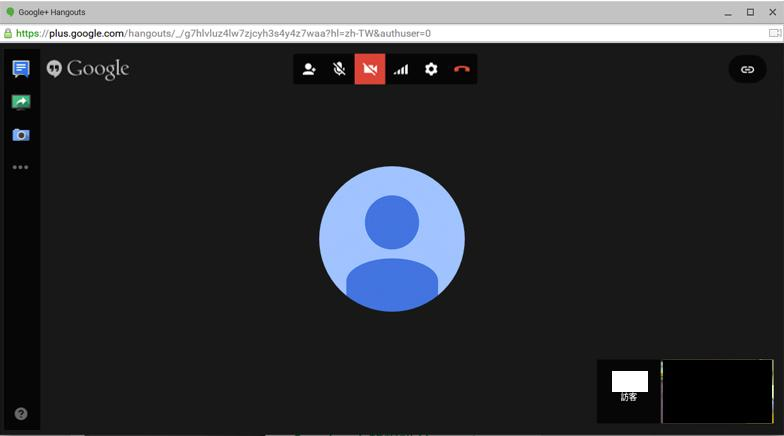 Google+ Hangouts
https://plus.google.com/hangouts/_/g7hlvluz4lw7zjcyh3s4y4z7waa?hl=zh-TW&authuser=0
Google
訪客